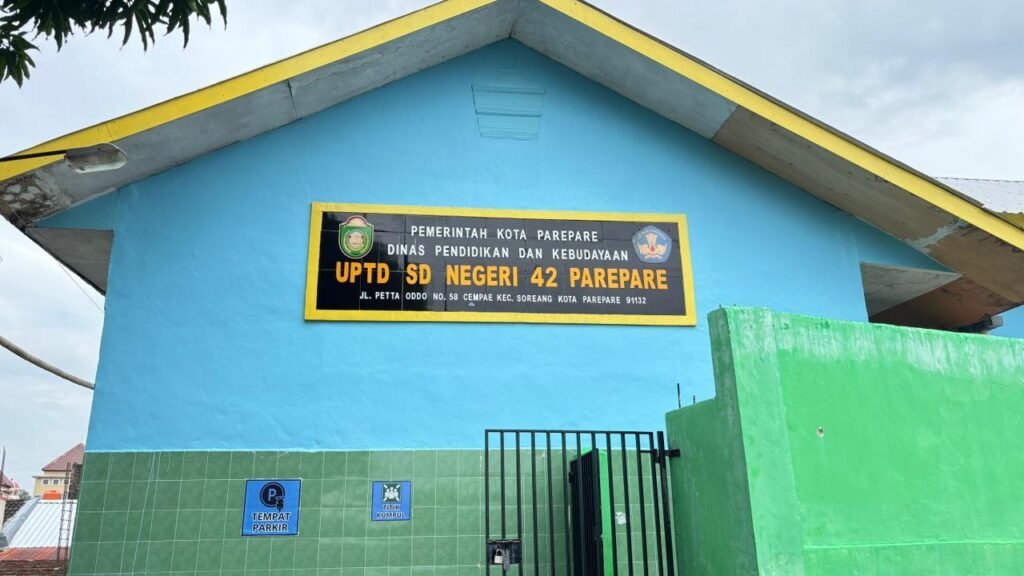 PEMERINTAH KOTA PAREPARE
DINAS PENDIDIKAN DAN KEBUDAYAAN
UPTD SD NEGERI 42 PAREPARE
JL. PETTA ODDO NO. 58 CEMPAE KEC. SOREANG KOTA PAREPARE 91132
P
TEMPAT
PARKIR
TITIK
KUMPUL